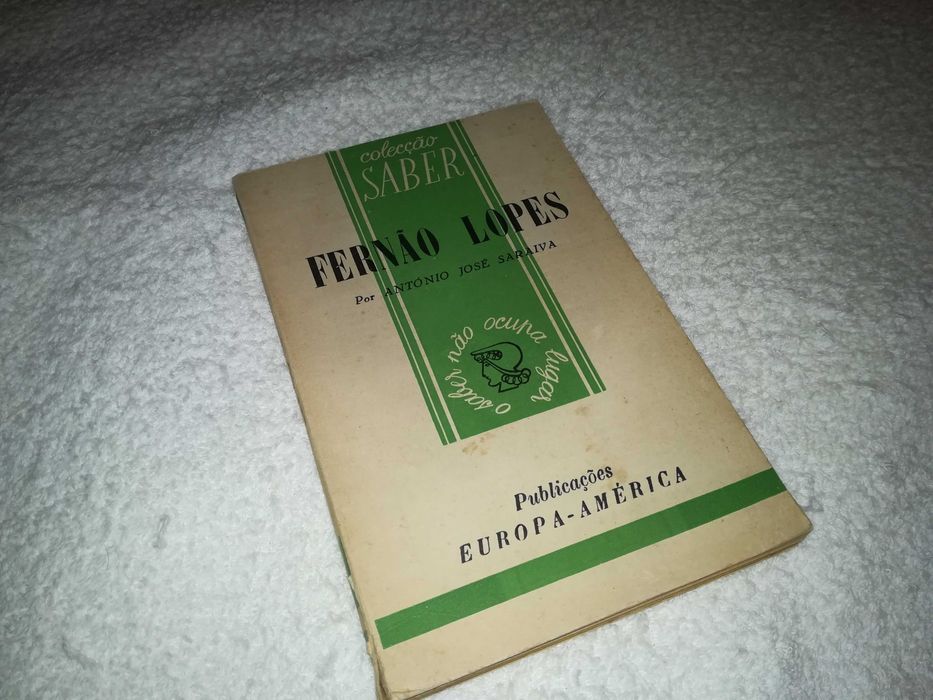 colecção
SABER
FERNÃO LOPES
Por ANTÓNIO JOSÉ SARAIVA
o saber não ocupa lugar
Publicações
EUROPA-AMÉRICA